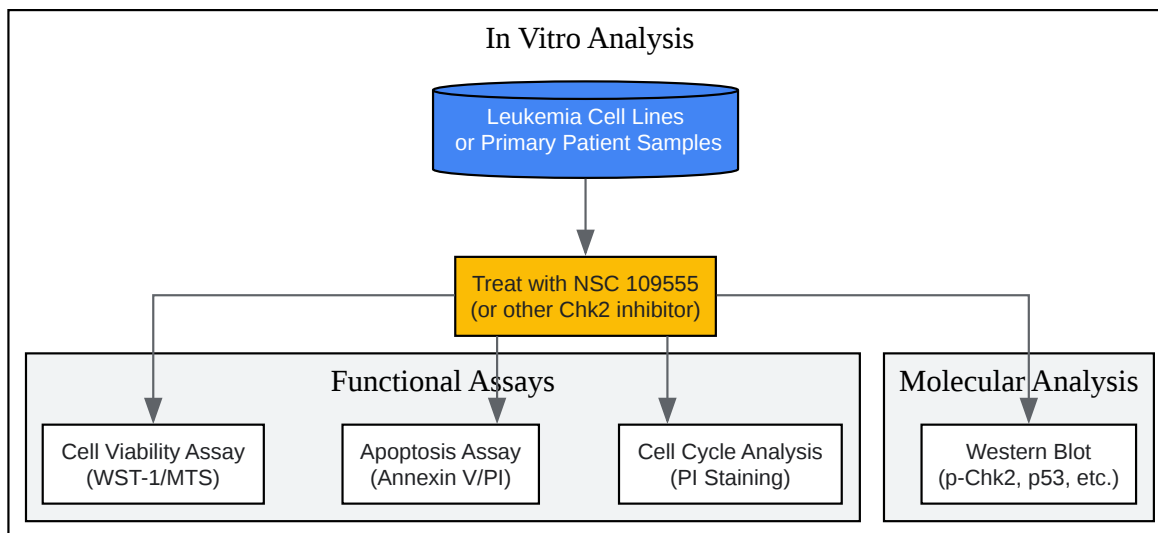 In Vitro Analysis
Leukemia Cell Lines
or Primary Patient Samples
Treat with NSC 109555
(or other Chk2 inhibitor)
Functional Assays
Molecular Analysis
Cell Viability Assay
(WST-1/MTS)
Apoptosis Assay
(Annexin V/PI)
Cell Cycle Analysis
(PI Staining)
Western Blot
(p-Chk2, p53, etc.)